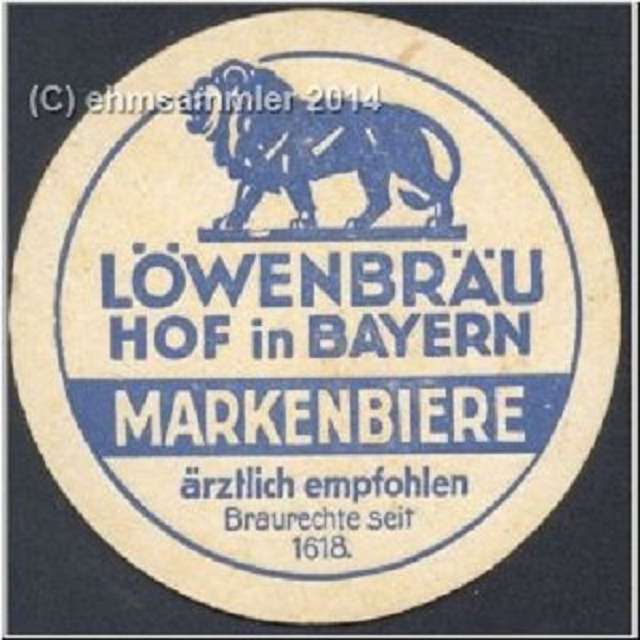 (C) ehmsammler 2014
LÖWENBRÄU
HOF in BAYERN
MARKENBIERE
ärztlich empfohlen
Braurechte seit
1618.